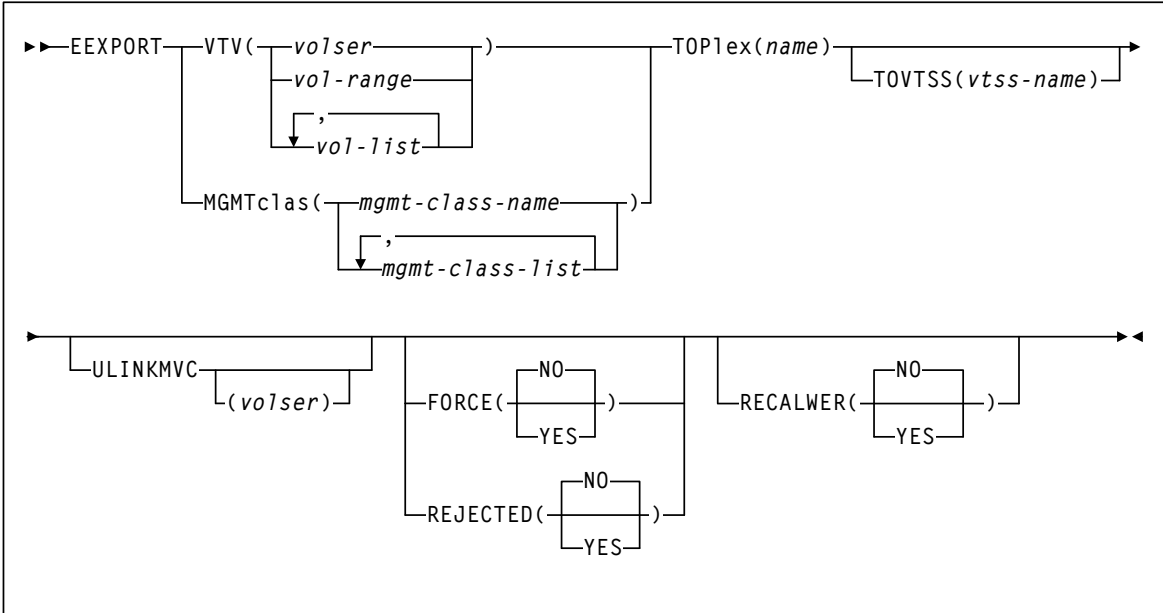 EEXPORT VTV( volser ) TOPlex(name)
vol-range TOVTSS(vtss-name)
,
vol-list
MGMTclas( mgmt-class-name )
,
mgmt-class-list
ULINKMVC FORCE( NO ) RECALWER( NO )
(volser) YES YES
REJECTED( NO )
YES